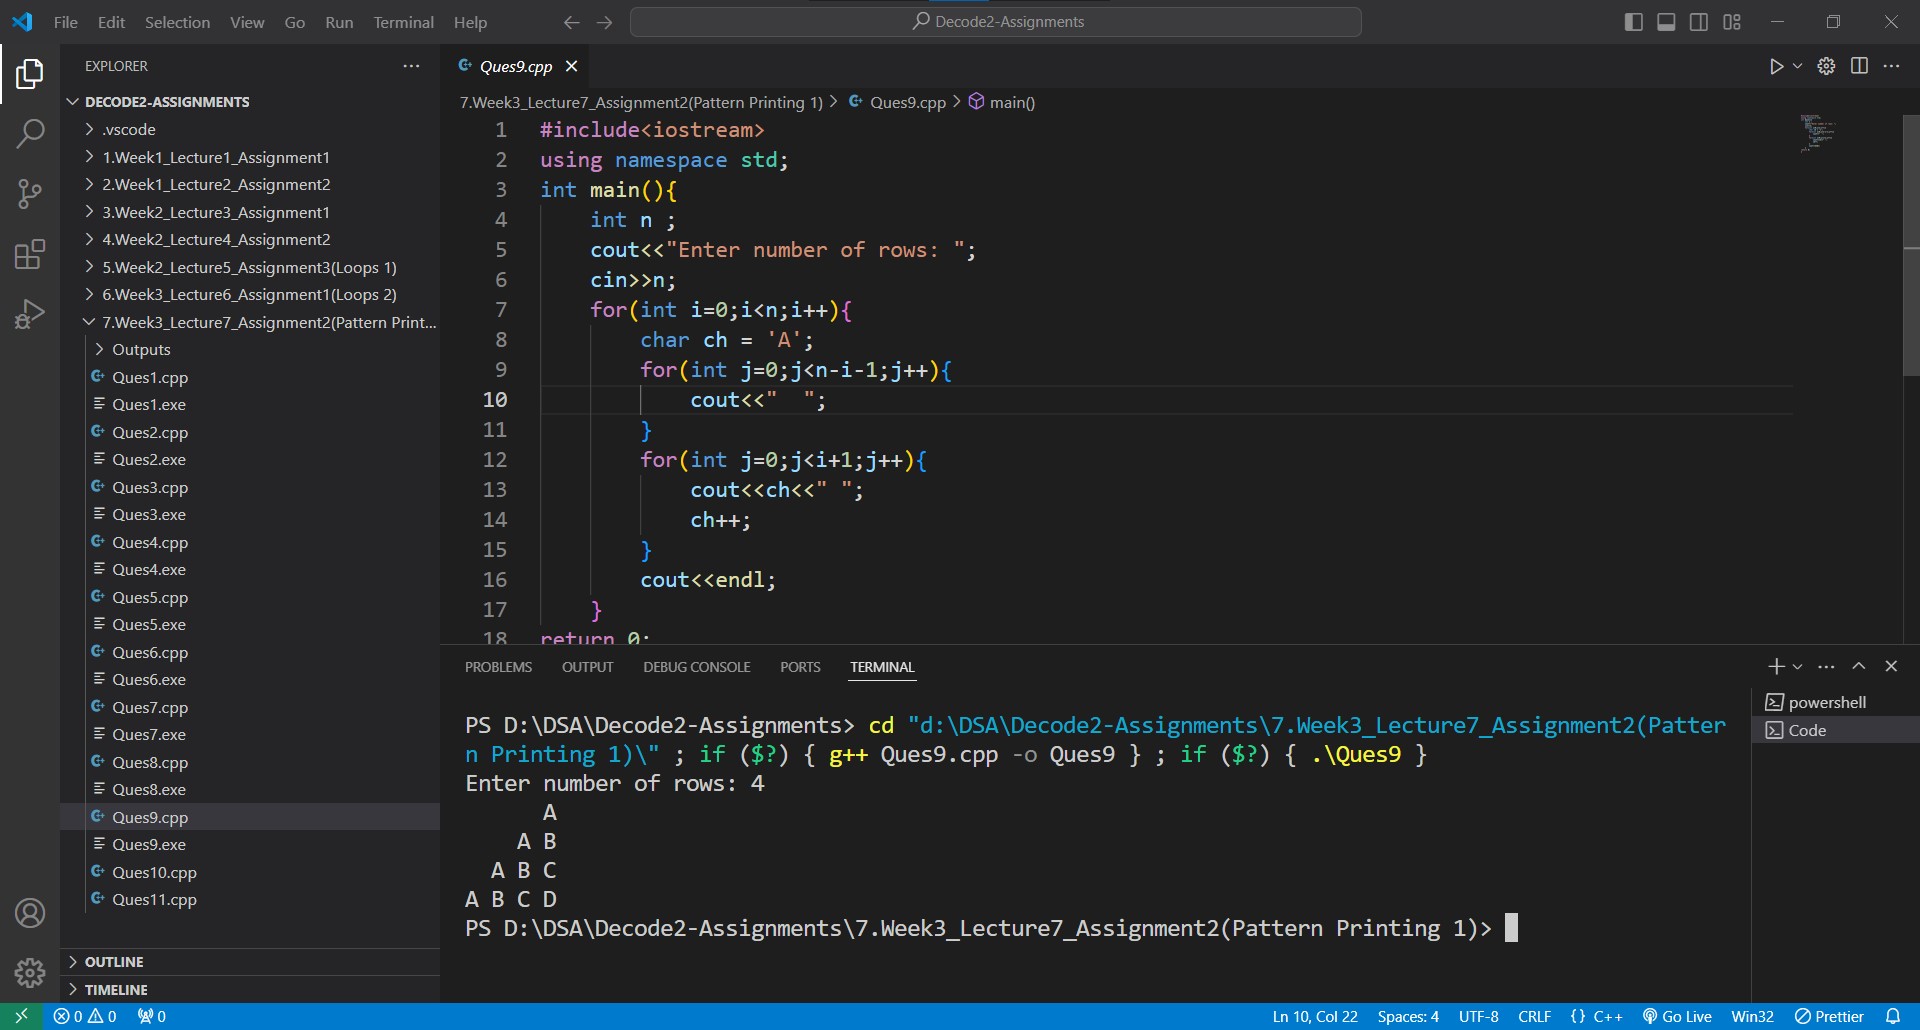 File Edit Selection View Go Run Terminal Help
Decode2-Assignments
EXPLORER
DECODE2-ASSIGNMENTS
.vscode
1.Week1_Lecture1_Assignment1
2.Week1_Lecture2_Assignment2
3.Week2_Lecture3_Assignment1
4.Week2_Lecture4_Assignment2
5.Week2_Lecture5_Assignment3(Loops 1)
6.Week3_Lecture6_Assignment1(Loops 2)
7.Week3_Lecture7_Assignment2(Pattern Print...
Outputs
Ques1.cpp
Ques1.exe
Ques2.cpp
Ques2.exe
Ques3.cpp
Ques3.exe
Ques4.cpp
Ques4.exe
Ques5.cpp
Ques5.exe
Ques6.cpp
Ques6.exe
Ques7.cpp
Ques7.exe
Ques8.cpp
Ques8.exe
Ques9.cpp
Ques9.exe
Ques10.cpp
Ques11.cpp
OUTLINE
TIMELINE
Ques9.cpp
7.Week3_Lecture7_Assignment2(Pattern Printing 1) > Ques9.cpp > main()
1 #include<iostream>
2 using namespace std;
3 int main(){
4     int n ;
5     cout<<"Enter number of rows: ";
6     cin>>n;
7     for(int i=0;i<n;i++){
8         char ch = 'A';
9         for(int j=0;j<n-i-1;j++){
10             cout<<"  ";
11         }
12         for(int j=0;j<i+1;j++){
13             cout<<ch<<" ";
14             ch++;
15         }
16         cout<<endl;
17     }
18 return 0;
PROBLEMS OUTPUT DEBUG CONSOLE PORTS TERMINAL
powershell
Code
PS D:\DSA\Decode2-Assignments> cd "d:\DSA\Decode2-Assignments\7.Week3_Lecture7_Assignment2(Patter
n Printing 1)\" ; if ($?) { g++ Ques9.cpp -o Ques9 } ; if ($?) { .\Ques9 }
Enter number of rows: 4
      A
    A B
  A B C
A B C D
PS D:\DSA\Decode2-Assignments\7.Week3_Lecture7_Assignment2(Pattern Printing 1)>
0 0 0 Ln 10, Col 22 Spaces: 4 UTF-8 CRLF {} C++ Go Live Win32 Prettier